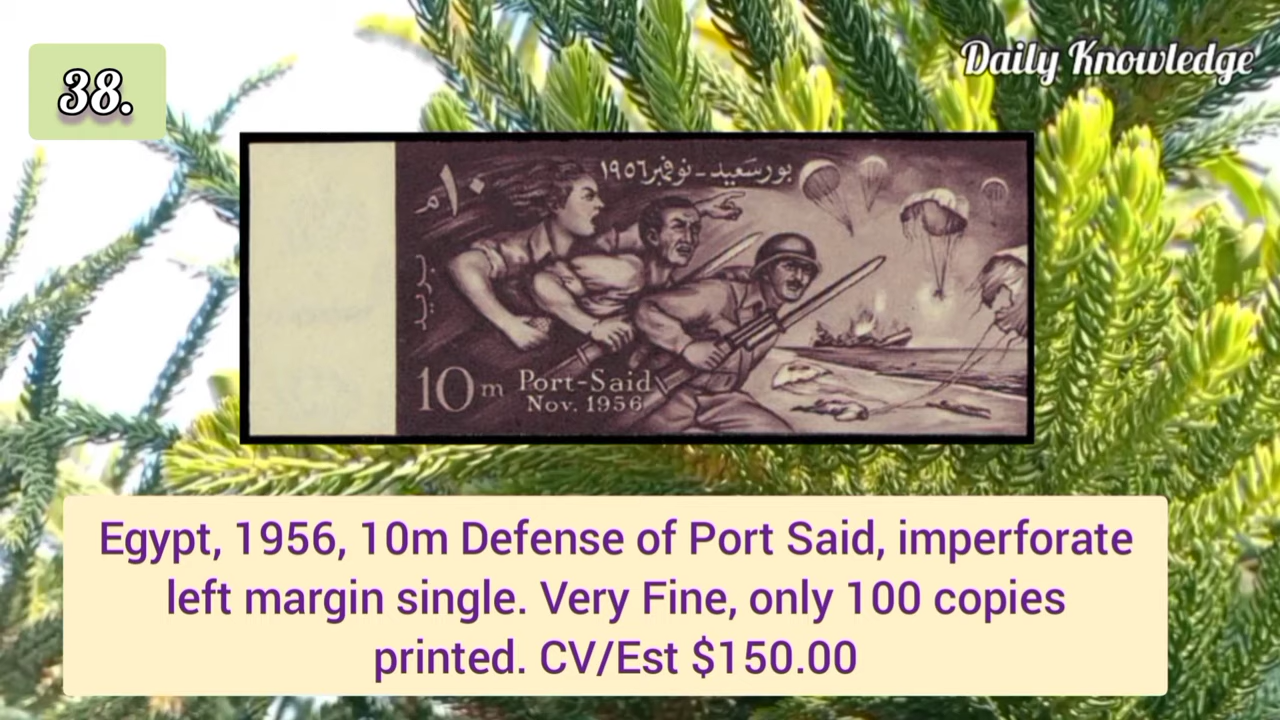 38.
Daily Knowledge
١٠م
بورسعيد - نوفمبر ١٩٥٦
بريد
10m Port-Said
Nov. 1956
Egypt, 1956, 10m Defense of Port Said, imperforate
left margin single. Very Fine, only 100 copies
printed. CV/Est $150.00